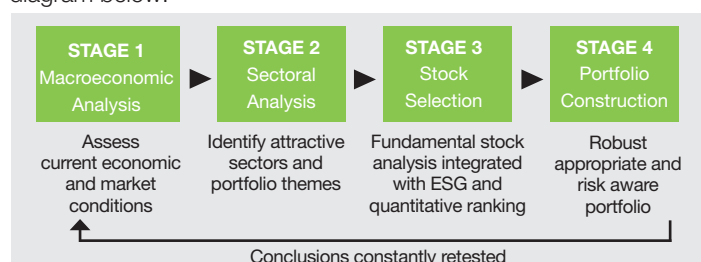 diagram below:
STAGE 1
Macroeconomic
Analysis
Assess
current economic
and market
conditions
STAGE 2
Sectoral
Analysis
Identify attractive
sectors and
portfolio themes
STAGE 3
Stock
Selection
Fundamental stock
analysis integrated
with ESG and
quantitative ranking
STAGE 4
Portfolio
Construction
Robust
appropriate and
risk aware
portfolio
Conclusions constantly retested